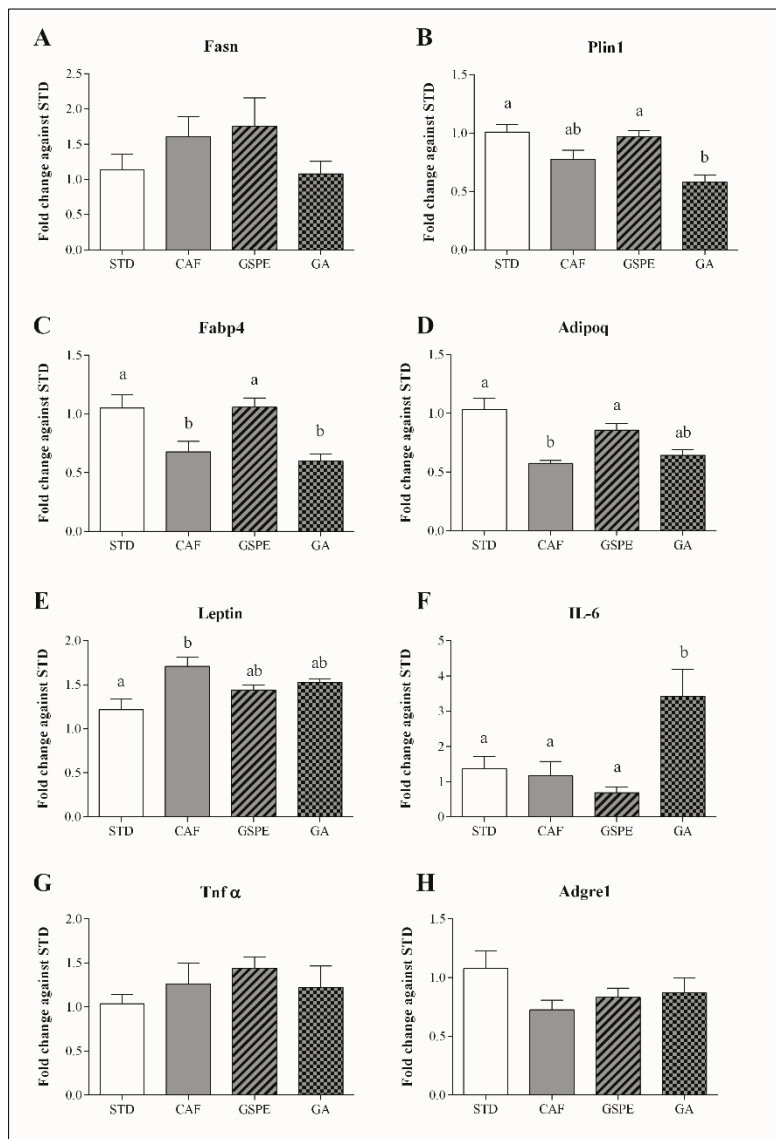 A
Fasn
Fold change against STD
2.5
2.0
1.5
1.0
0.5
0.0
STD CAF GSPE GA
B
Plin1
Fold change against STD
1.5
1.0
0.5
0.0
a ab a b
STD CAF GSPE GA
C
Fabp4
Fold change against STD
1.5
1.0
0.5
0.0
a b a b
STD CAF GSPE GA
D
Adipoq
Fold change against STD
1.5
1.0
0.5
0.0
a b a ab
STD CAF GSPE GA
E
Leptin
Fold change against STD
2.0
1.5
1.0
0.5
0.0
a b ab ab
STD CAF GSPE GA
F
IL-6
Fold change against STD
5
4
3
2
1
0
a a a b
STD CAF GSPE GA
G
Tnf α
Fold change against STD
2.0
1.5
1.0
0.5
0.0
STD CAF GSPE GA
H
Adgre1
Fold change against STD
1.5
1.0
0.5
0.0
STD CAF GSPE GA